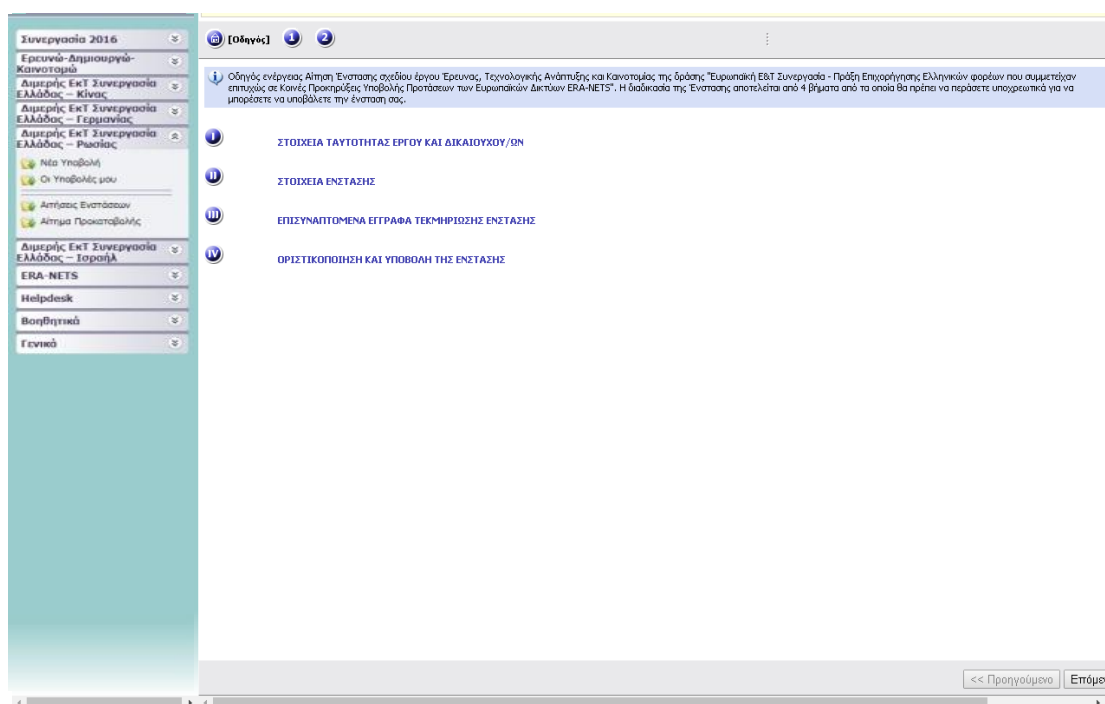 Συνεργασία 2016
Ερευνώ-Δημιουργώ-
Καινοτομώ
Διμερής ΕκΤ Συνεργασία
Ελλάδας – Κίνας
Διμερής ΕκΤ Συνεργασία
Ελλάδας – Γερμανίας
Διμερής ΕκΤ Συνεργασία
Ελλάδας – Ρωσίας
Νέα Υποβολή
Οι Υποβολές μου
Αιτήσεις Ενστάσεων
Αίτημα Προκαταβολής
Διμερής ΕκΤ Συνεργασία
Ελλάδας – Ισραήλ
ERA-NETS
Helpdesk
Βοηθητικά
Γενικά
[Οδηγός] 1 2
Οδηγός ενέργειας Αίτηση Ένστασης σχεδίου έργου Έρευνας, Τεχνολογικής Ανάπτυξης και Καινοτομίας της δράσης "Ευρωπαϊκή Ε&Τ Συνεργασία - Πράξη Επιχορήγησης Ελληνικών φορέων που συμμετείχαν
επιτυχώς σε Κοινές Προκηρύξεις Υποβολής Προτάσεων των Ευρωπαϊκών Δικτύων ERA-NETS". Η διαδικασία της Ένστασης αποτελείται από 4 βήματα από τα οποία θα πρέπει να περάσετε υποχρεωτικά για να
μπορέσετε να υποβάλετε την ένσταση σας.
I ΣΤΟΙΧΕΙΑ ΤΑΥΤΟΤΗΤΑΣ ΕΡΓΟΥ ΚΑΙ ΔΙΚΑΙΟΥΧΟΥ/ΩΝ
II ΣΤΟΙΧΕΙΑ ΕΝΣΤΑΣΗΣ
III ΕΠΙΣΥΝΑΠΤΟΜΕΝΑ ΕΓΓΡΑΦΑ ΤΕΚΜΗΡΙΩΣΗΣ ΕΝΣΤΑΣΗΣ
IV ΟΡΙΣΤΙΚΟΠΟΙΗΣΗ ΚΑΙ ΥΠΟΒΟΛΗ ΤΗΣ ΕΝΣΤΑΣΗΣ
<< Προηγούμενο Επόμε